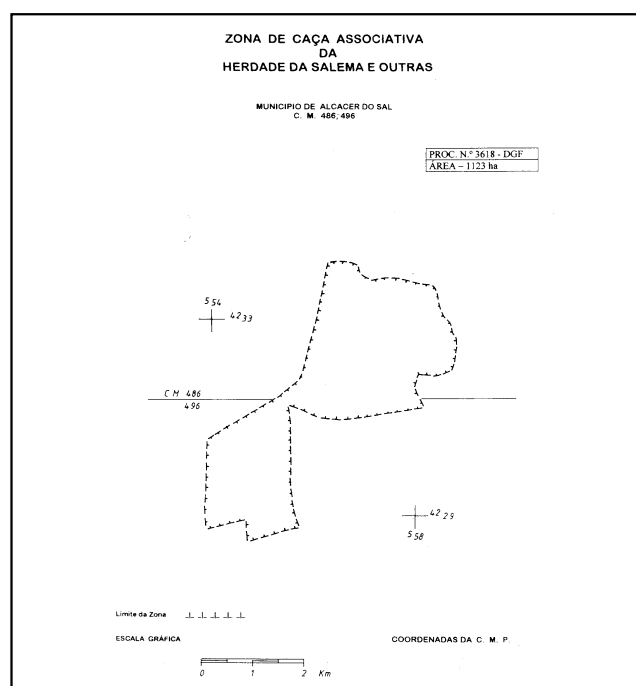 ZONA DE CAÇA ASSOCIATIVA
DA
HERDADE DA SALEMA E OUTRAS
MUNICIPIO DE ALCACER DO SAL
C. M. 486; 496
PROC. N.º 3618 - DGF
ÁREA – 1123 ha
554
4233
C M 486
496
4229
558
Limite da Zona
ESCALA GRÁFICA
COORDENADAS DA C. M. P.
0 1 2 Km